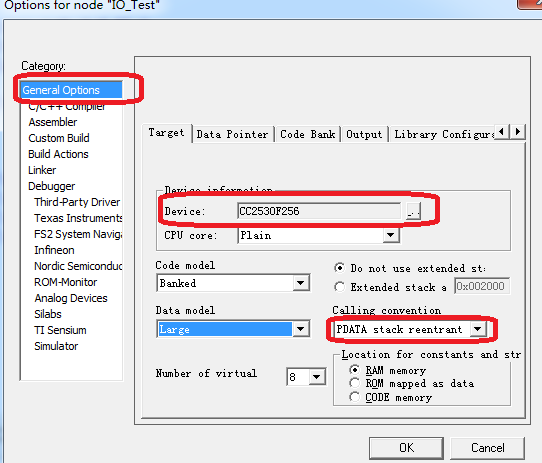 Options for node "IO_Test"
Category:
General Options
C/C++ Compiler
Assembler
Custom Build
Build Actions
Linker
Debugger
Third-Party Driver
Texas Instruments
FS2 System Naviga
Infineon
Nordic Semiconduc
ROM-Monitor
Analog Devices
Silabs
TI Sensium
Simulator
Target Data Pointer Code Bank Output Library Configura
Device information
Device: CC2530F256 ...
CPU core: Plain
Code model
Banked
Do not use extended st:
Extended stack a 0x002000
Data model
Large
Calling convention
PDATA stack reentrant
Number of virtual 8
Location for constants and str
RAM memory
ROM mapped as data
CODE memory
OK Cancel